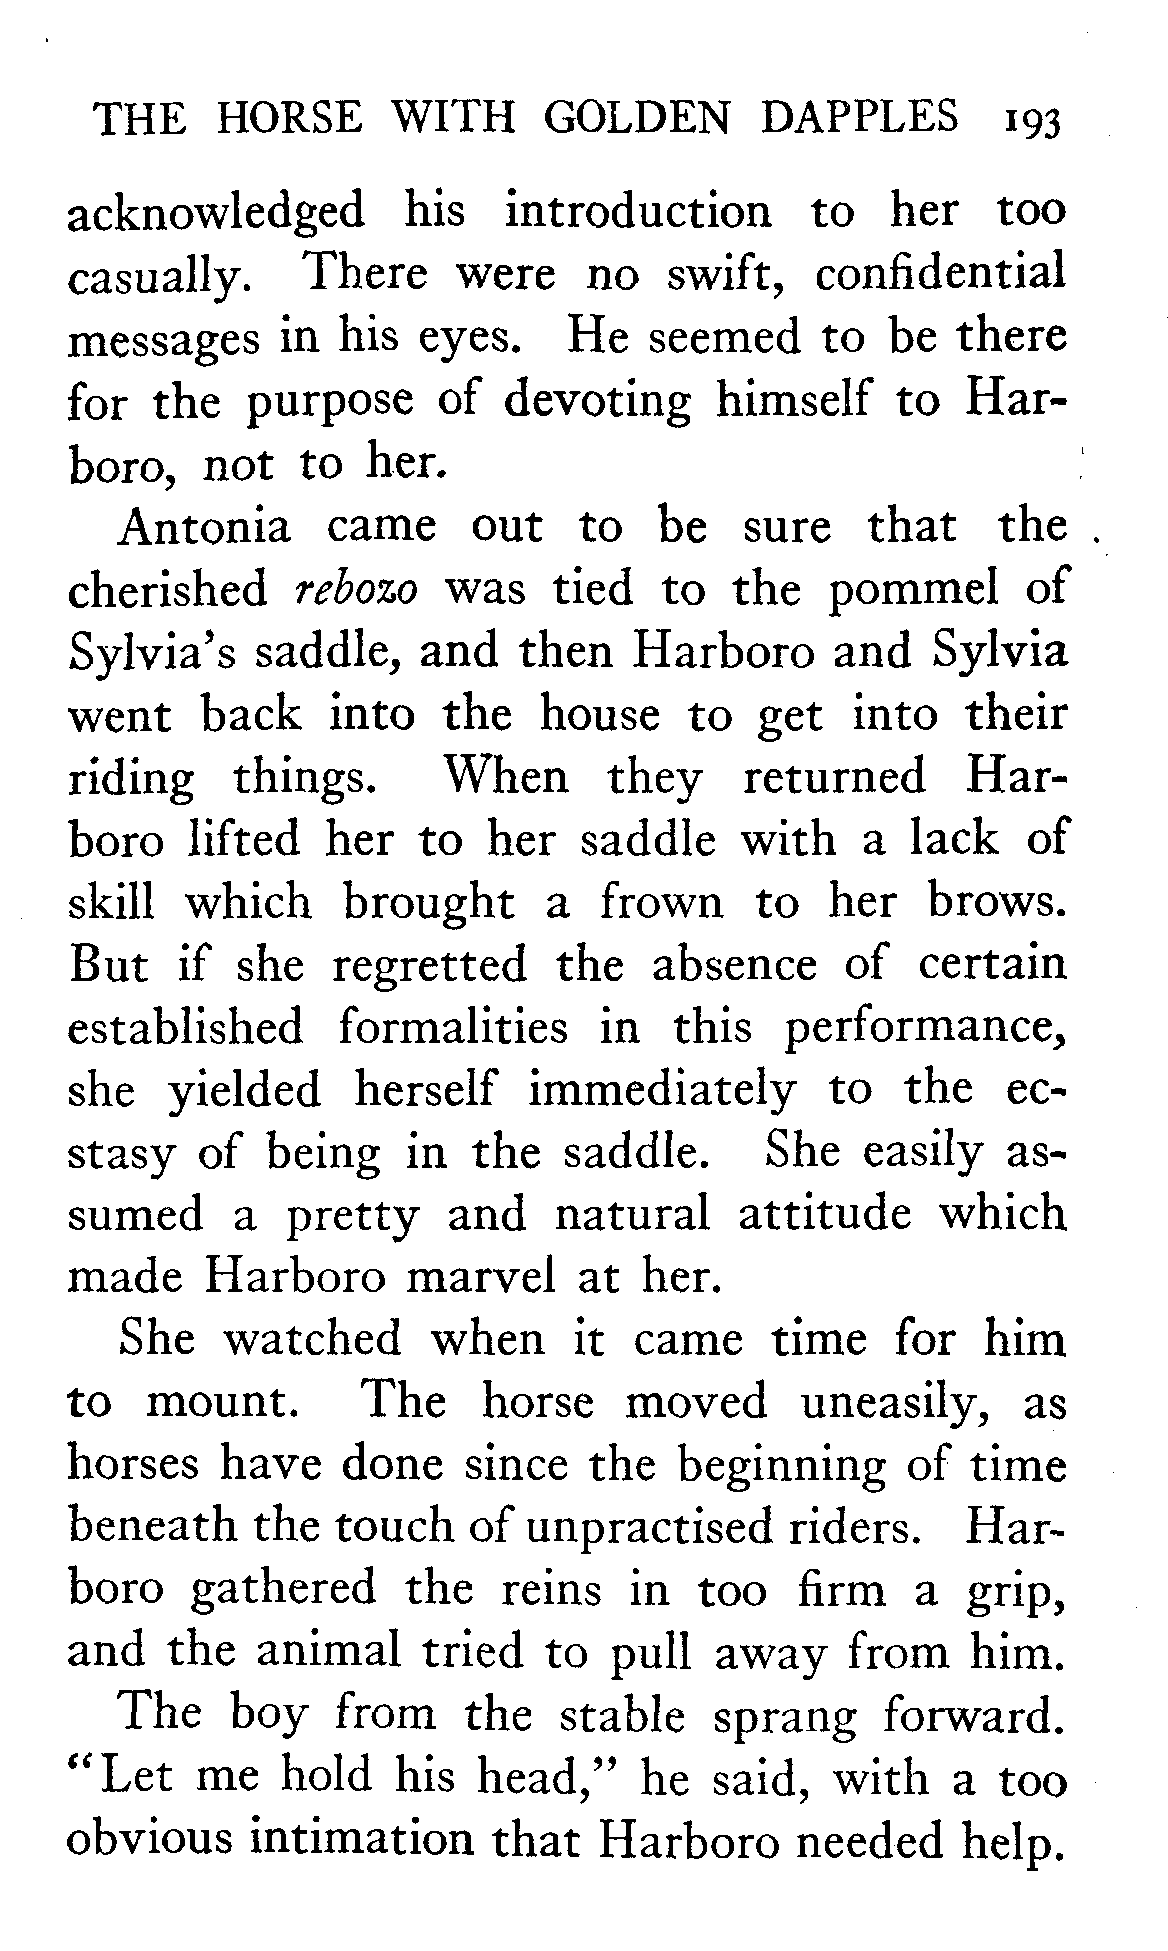 THE HORSE WITH GOLDEN DAPPLES 193
acknowledged his introduction to her too
casually. There were no swift, confidential
messages in his eyes. He seemed to be there
for the purpose of devoting himself to Har-
boro, not to her.
Antonia came out to be sure that the
cherished rebozo was tied to the pommel of
Sylvia's saddle, and then Harboro and Sylvia
went back into the house to get into their
riding things. When they returned Har-
boro lifted her to her saddle with a lack of
skill which brought a frown to her brows.
But if she regretted the absence of certain
established formalities in this performance,
she yielded herself immediately to the ec-
stasy of being in the saddle. She easily as-
sumed a pretty and natural attitude which
made Harboro marvel at her.
She watched when it came time for him
to mount. The horse moved uneasily, as
horses have done since the beginning of time
beneath the touch of unpractised riders. Har-
boro gathered the reins in too firm a grip,
and the animal tried to pull away from him.
The boy from the stable sprang forward.
"Let me hold his head," he said, with a too
obvious intimation that Harboro needed help.